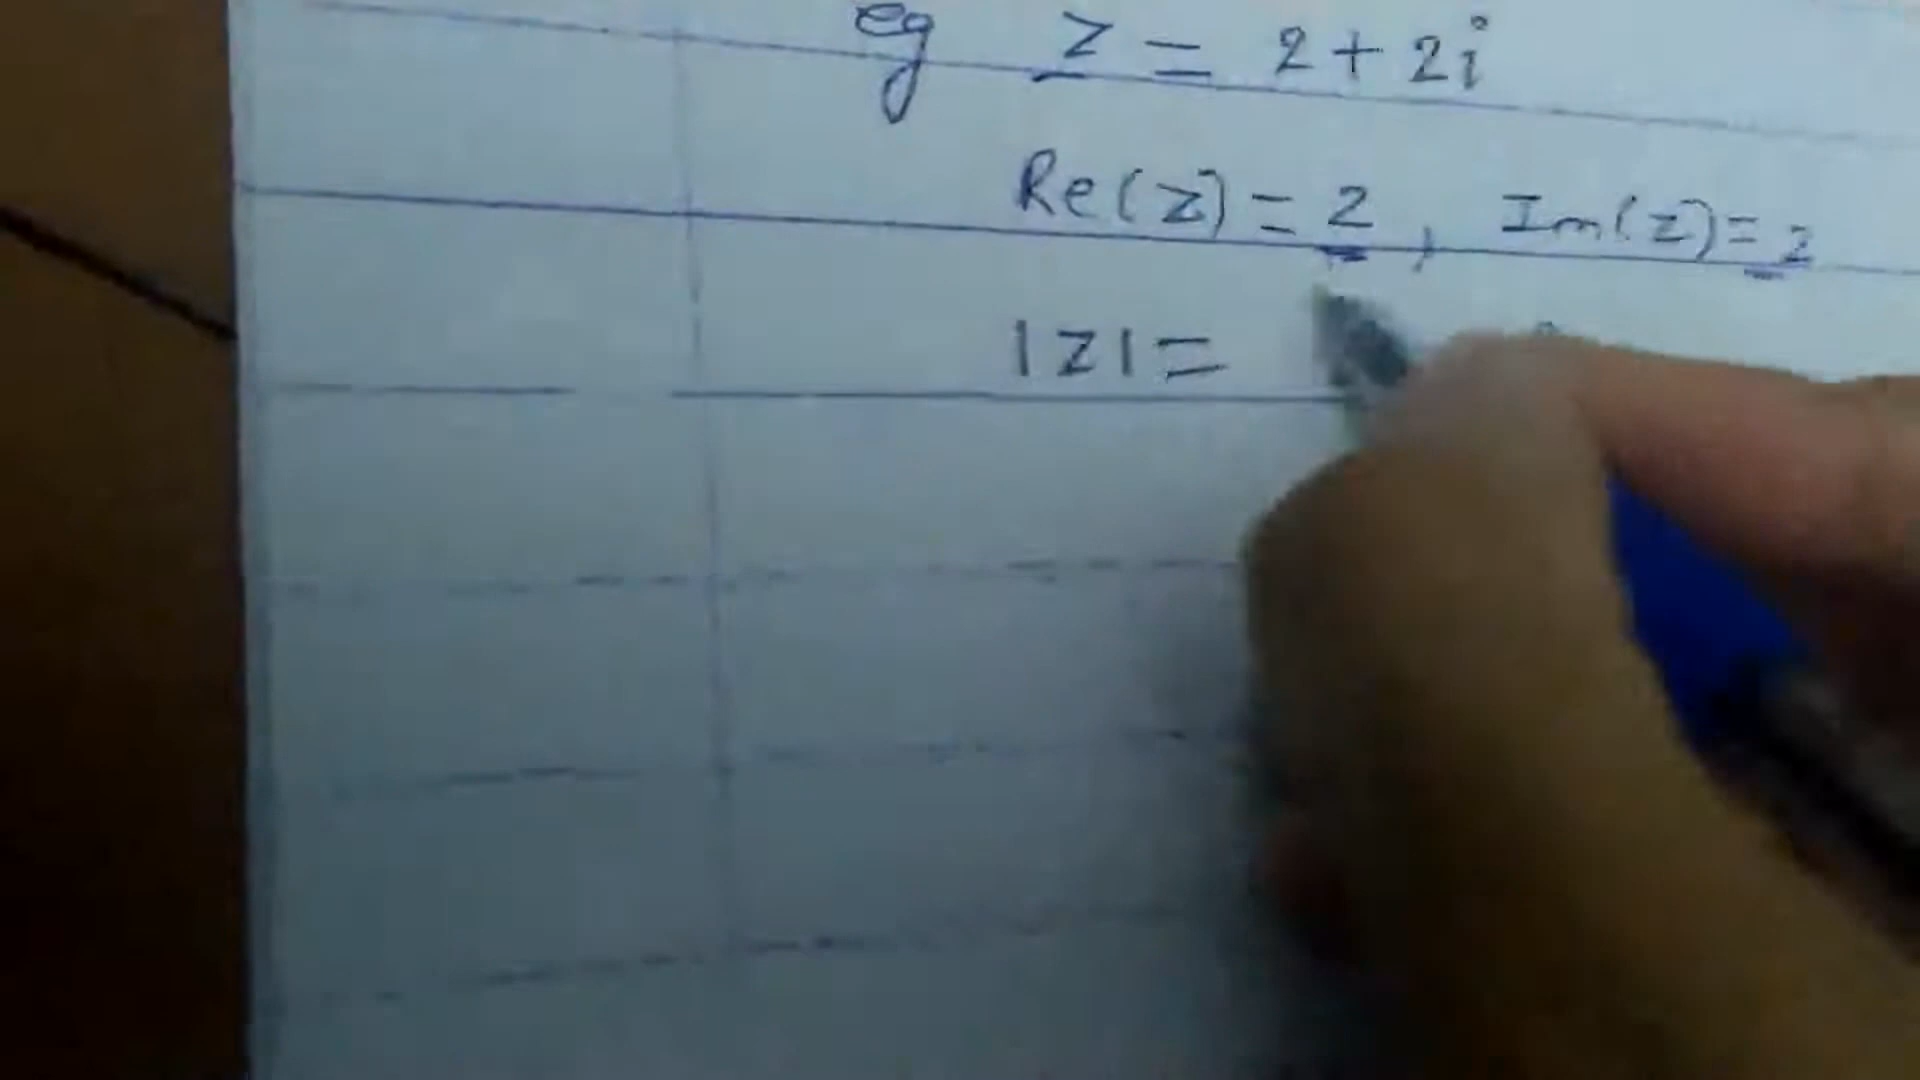 eg z = 2 + 2i
Re(z) = 2, Im(z) = 2
|z| =